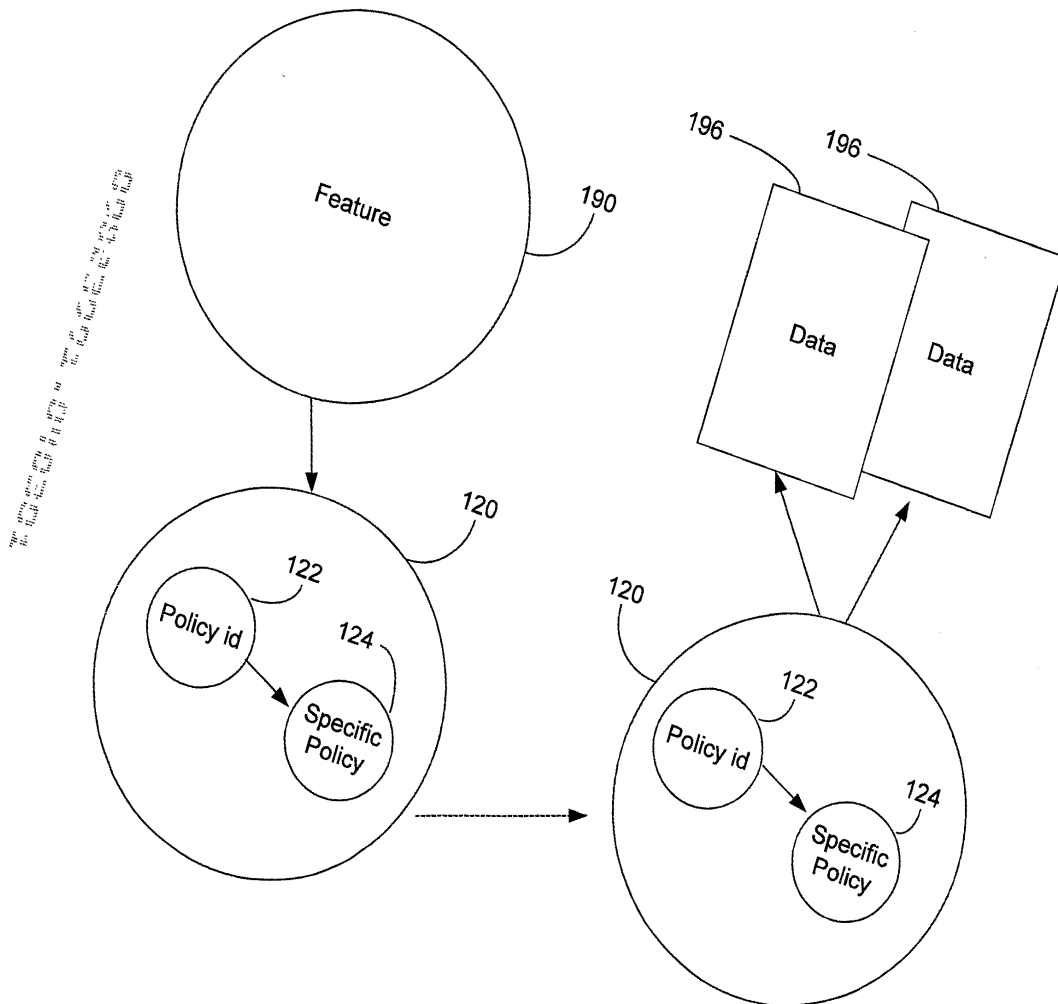 196
196
Feature
190
Data
Data
120
122
Policy id
124
Specific
Policy
120
122
Policy id
124
Specific
Policy